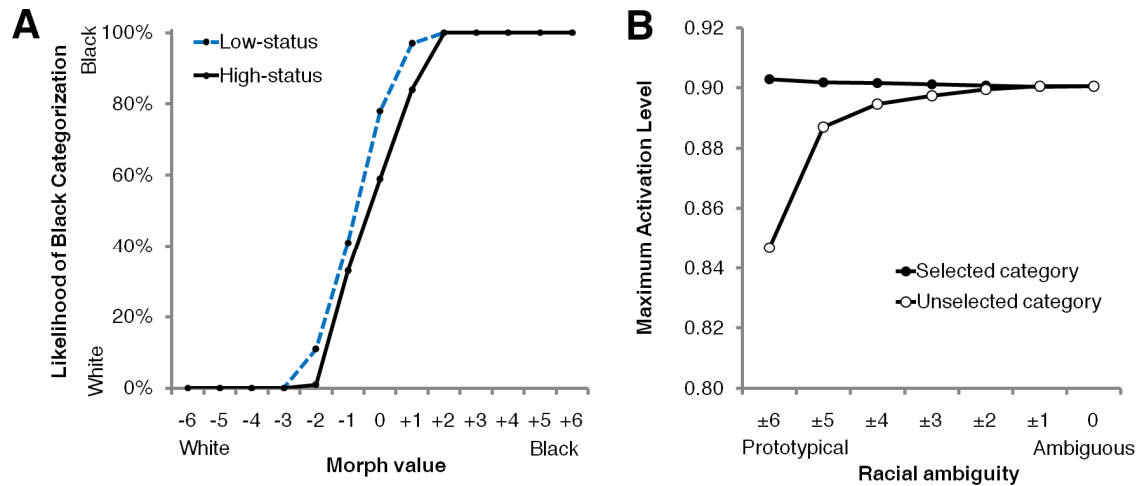 A
Likelihood of Black Categorization
Black
White
100%
80%
60%
40%
20%
0%
Low-status
High-status
-6 -5 -4 -3 -2 -1 0 +1 +2 +3 +4 +5 +6
White Black
Morph value
B
Maximum Activation Level
0.92
0.90
0.88
0.86
0.84
0.82
0.80
Selected category
Unselected category
±6 ±5 ±4 ±3 ±2 ±1 0
Prototypical Ambiguous
Racial ambiguity